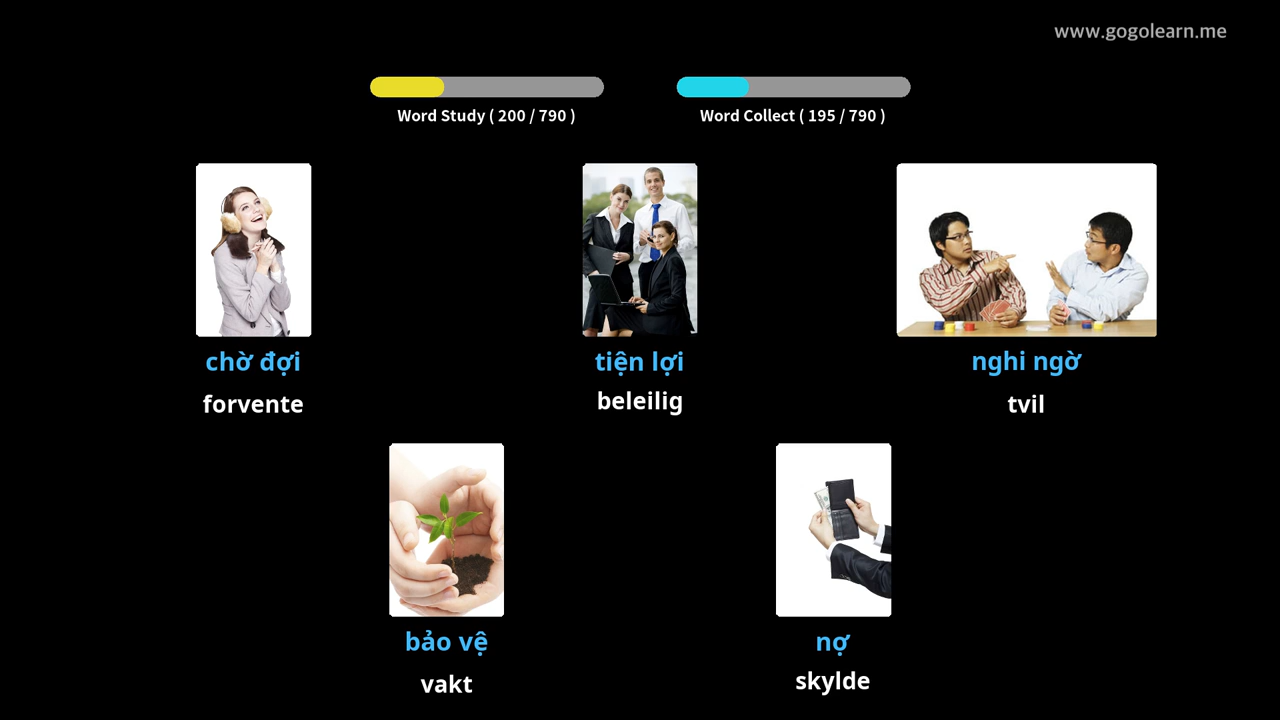 www.gogolearn.me
Word Study ( 200 / 790 )
Word Collect ( 195 / 790 )
chờ đợi
forvente
tiện lợi
beleilig
nghi ngờ
tvil
bảo vệ
vakt
nợ
skylde